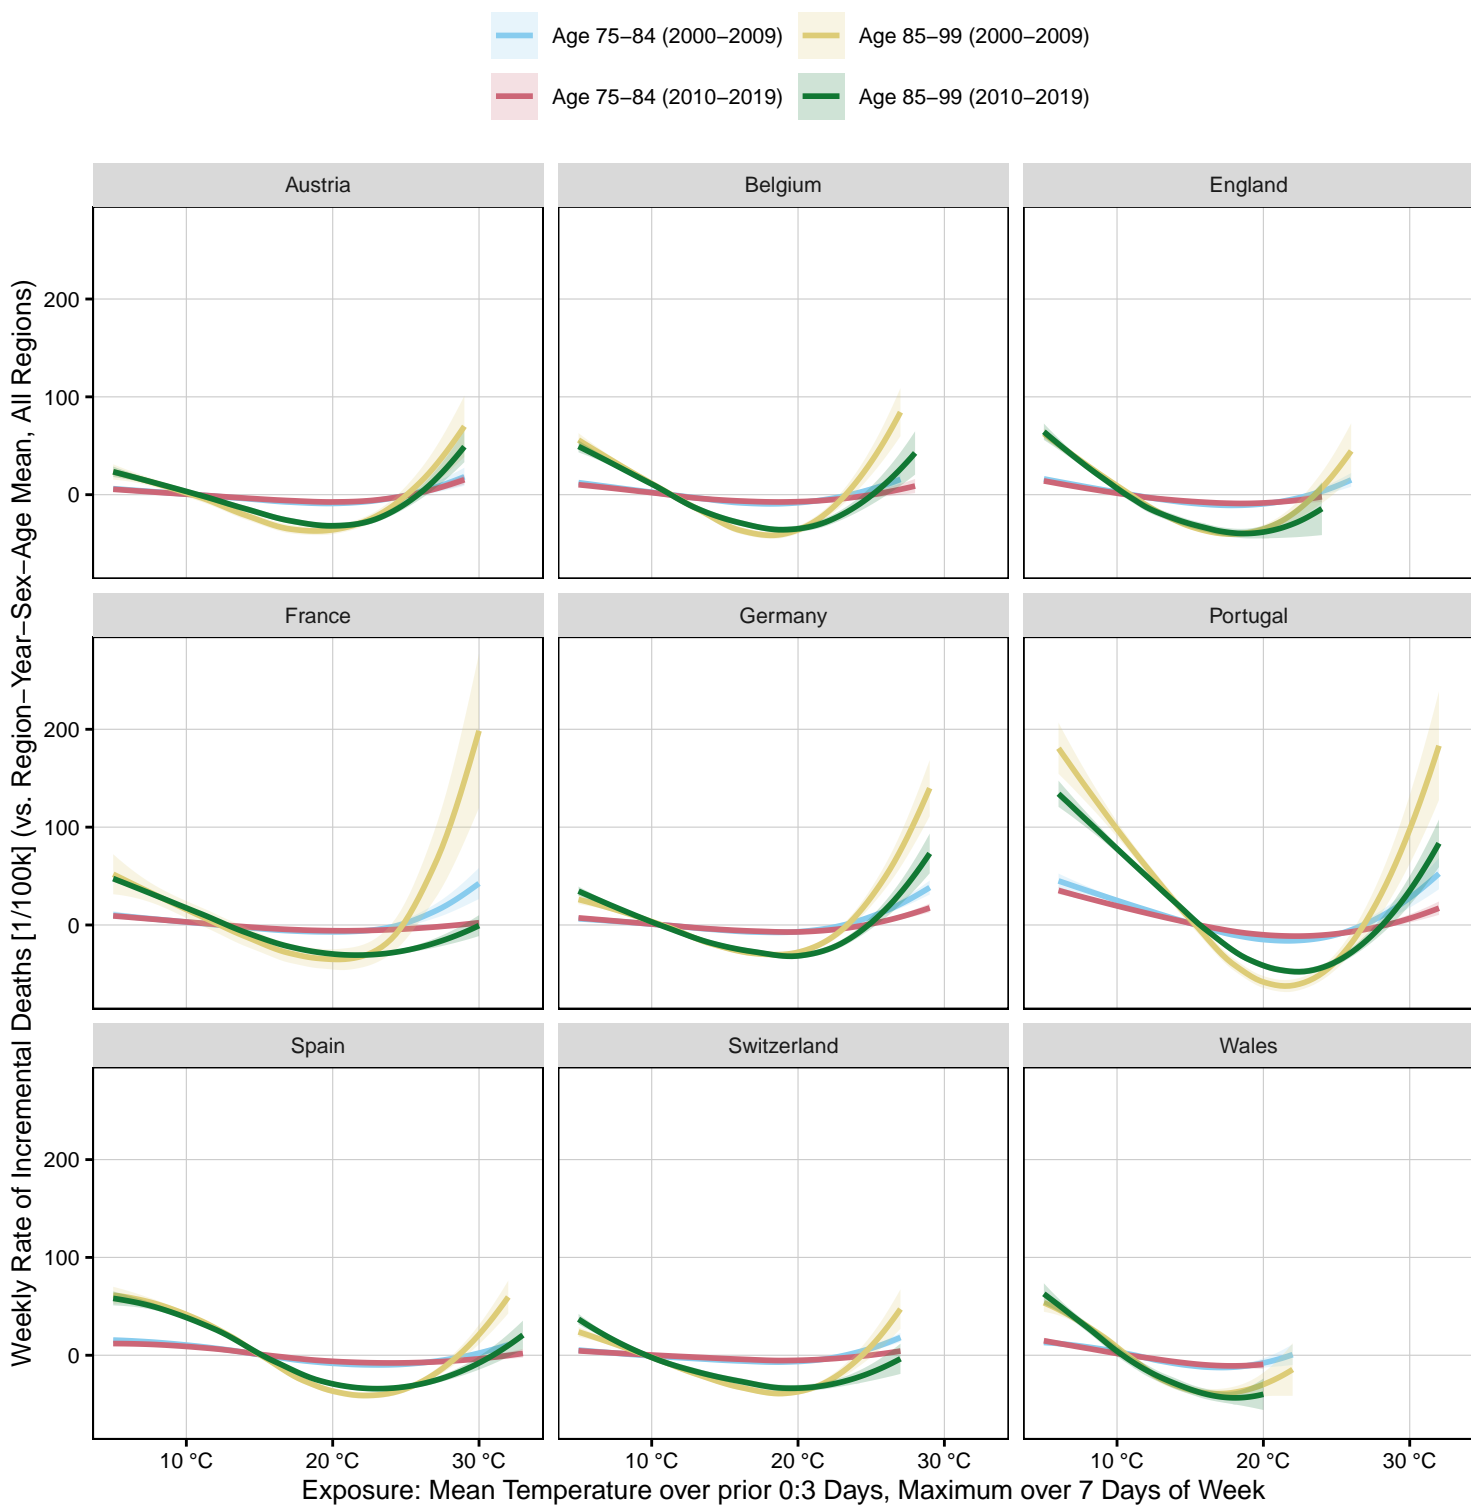 Age 75−84 (2000−2009) Age 85−99 (2000−2009)
Age 75−84 (2010−2019) Age 85−99 (2010−2019)
Weekly Rate of Incremental Deaths [1/100k] (vs. Region−Year−Sex−Age Mean, All Regions)
Austria Belgium England
200
100
0
France Germany Portugal
200
100
0
Spain Switzerland Wales
200
100
0
10 °C 20 °C 30 °C 10 °C 20 °C 30 °C 10 °C 20 °C 30 °C
Exposure: Mean Temperature over prior 0:3 Days, Maximum over 7 Days of Week